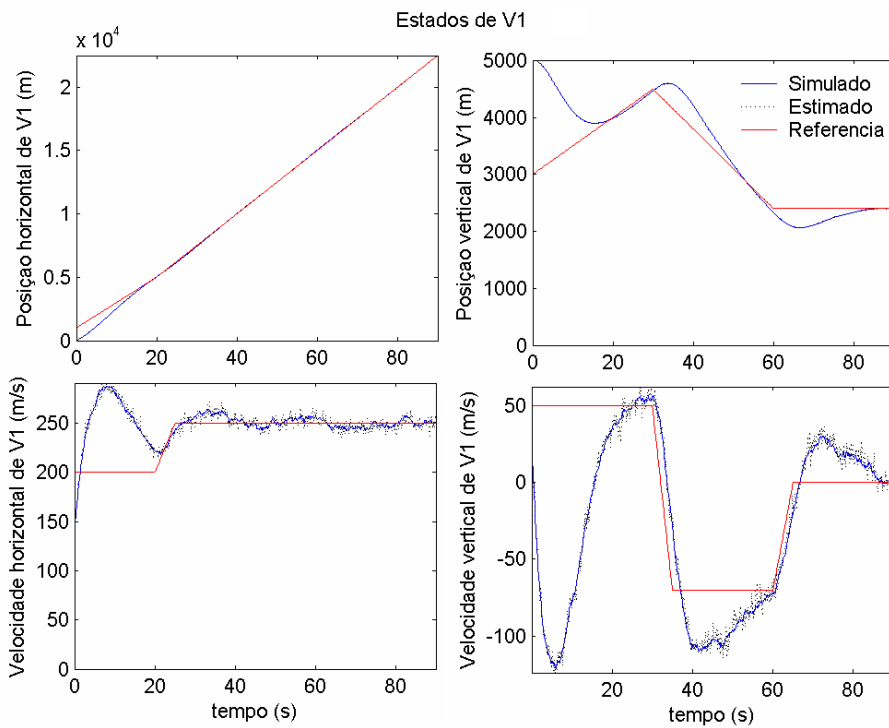 Estados de V1
x 10⁴
Posiçao horizontal de V1 (m)
2
1.5
1
0.5
0
0 20 40 60 80
Posiçao vertical de V1 (m)
5000
4000
3000
2000
1000
0
0 20 40 60 80
Simulado
Estimado
Referencia
Velocidade horizontal de V1 (m/s)
250
200
150
100
50
0
0 20 40 60 80
tempo (s)
Velocidade vertical de V1 (m/s)
50
0
-50
-100
0 20 40 60 80
tempo (s)